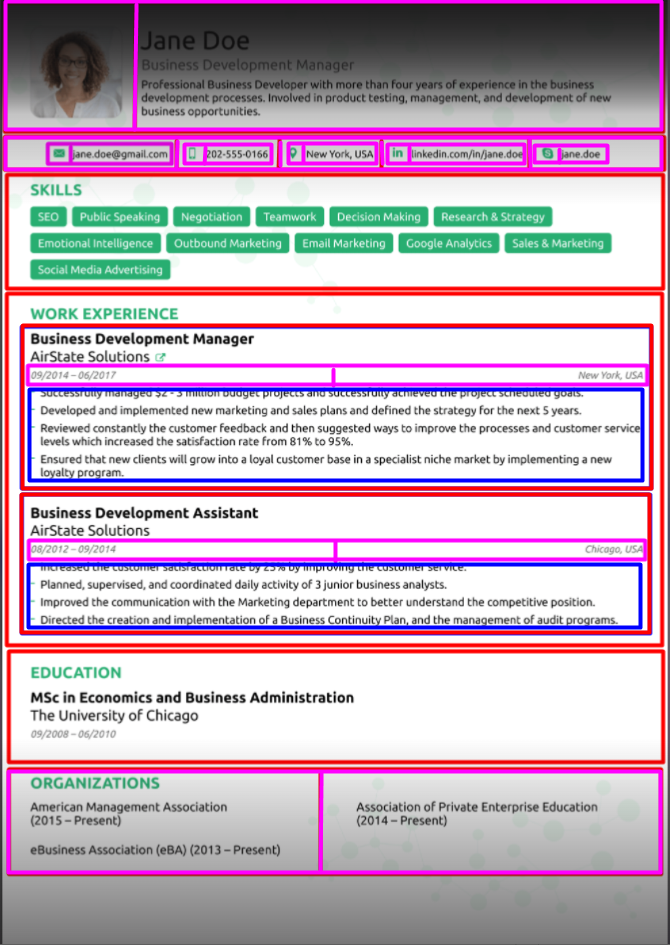 Jane Doe
Business Development Manager
Professional Business Developer with more than four years of experience in the business
development processes. Involved in product testing, management, and development of new
business opportunities.
jane.doe@gmail.com 202-555-0166 New York, USA in linkedin.com/in/jane.doe jane.doe
SKILLS
SEO Public Speaking Negotiation Teamwork Decision Making Research & Strategy
Emotional Intelligence Outbound Marketing Email Marketing Google Analytics Sales & Marketing
Social Media Advertising
WORK EXPERIENCE
Business Development Manager
AirState Solutions
09/2014 – 06/2017 New York, USA
Successfully managed $2 - 3 million budget projects and successfully achieved the project scheduled goals.
- Developed and implemented new marketing and sales plans and defined the strategy for the next 5 years.
- Reviewed constantly the customer feedback and then suggested ways to improve the processes and customer service
levels which increased the satisfaction rate from 81% to 95%.
- Ensured that new clients will grow into a loyal customer base in a specialist niche market by implementing a new
loyalty program.
Business Development Assistant
AirState Solutions
08/2012 – 09/2014 Chicago, USA
Increased the customer satisfaction rate by 25% by improving the customer service.
- Planned, supervised, and coordinated daily activity of 3 junior business analysts.
- Improved the communication with the Marketing department to better understand the competitive position.
- Directed the creation and implementation of a Business Continuity Plan, and the management of audit programs.
EDUCATION
MSc in Economics and Business Administration
The University of Chicago
09/2008 – 06/2010
ORGANIZATIONS
American Management Association
(2015 – Present)
eBusiness Association (eBA) (2013 – Present)
Association of Private Enterprise Education
(2014 – Present)